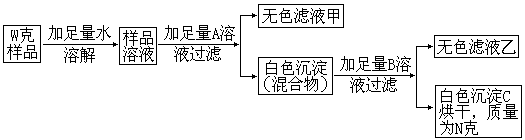 W克
样品
加足量水
溶解
样品
溶液
加足量A溶
液过滤
无色滤液甲
白色沉淀
(混合物)
加足量B溶
液过滤
无色滤液乙
白色沉淀C
烘干，质量
为N克